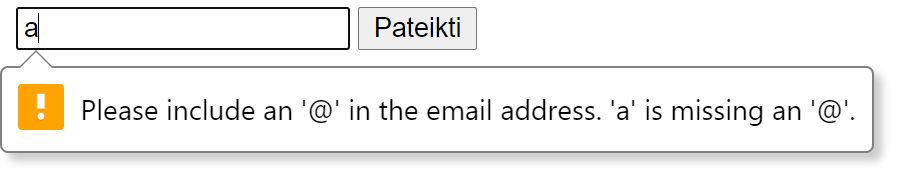 a Pateikti
Please include an '@' in the email address. 'a' is missing an '@'.